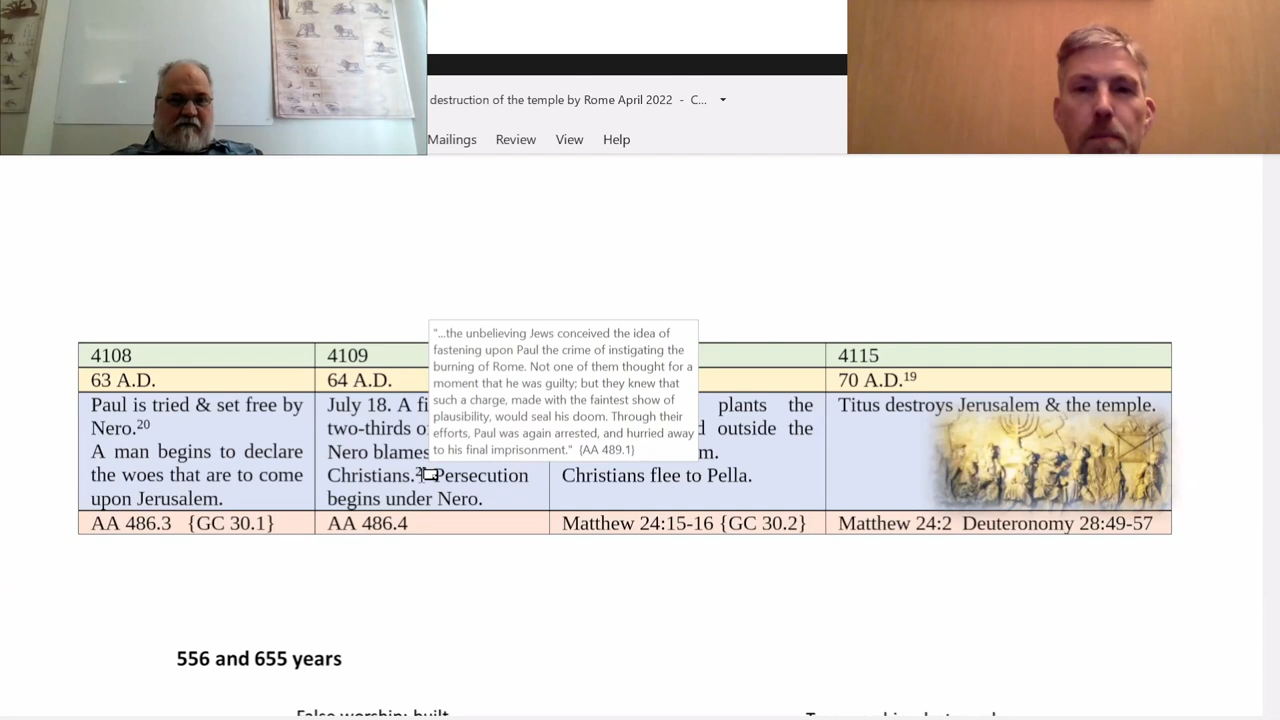 destruction of the temple by Rome April 2022 - C...
Mailings Review View Help
4108
4109
4115
63 A.D.
64 A.D.
70 A.D.19
Paul is tried & set free by
Nero.20
A man begins to declare
the woes that are to come
upon Jerusalem.
July 18. A fi
two-thirds o
Nero blames
Christians.
Persecution
begins under Nero.
"...the unbelieving Jews conceived the idea of
fastening upon Paul the crime of instigating the
burning of Rome. Not one of them thought for a
moment that he was guilty; but they knew that
such a charge, made with the faintest show of
plausibility, would seal his doom. Through their
efforts, Paul was again arrested, and hurried away
to his final imprisonment." {AA 489.1}
plants the
outside the
m.
Christians flee to Pella.
Titus destroys Jerusalem & the temple.
AA 486.3 {GC 30.1}
AA 486.4
Matthew 24:15-16 {GC 30.2}
Matthew 24:2 Deuteronomy 28:49-57
556 and 655 years
False worship: built